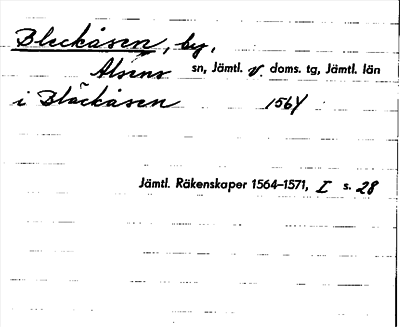 Bleckåsen, by,
Alsens sn, Jämtl. v. doms. tg, Jämtl. län
i Bläckåsen 1564
Jämtl. Räkenskaper 1564–1571, I s. 28